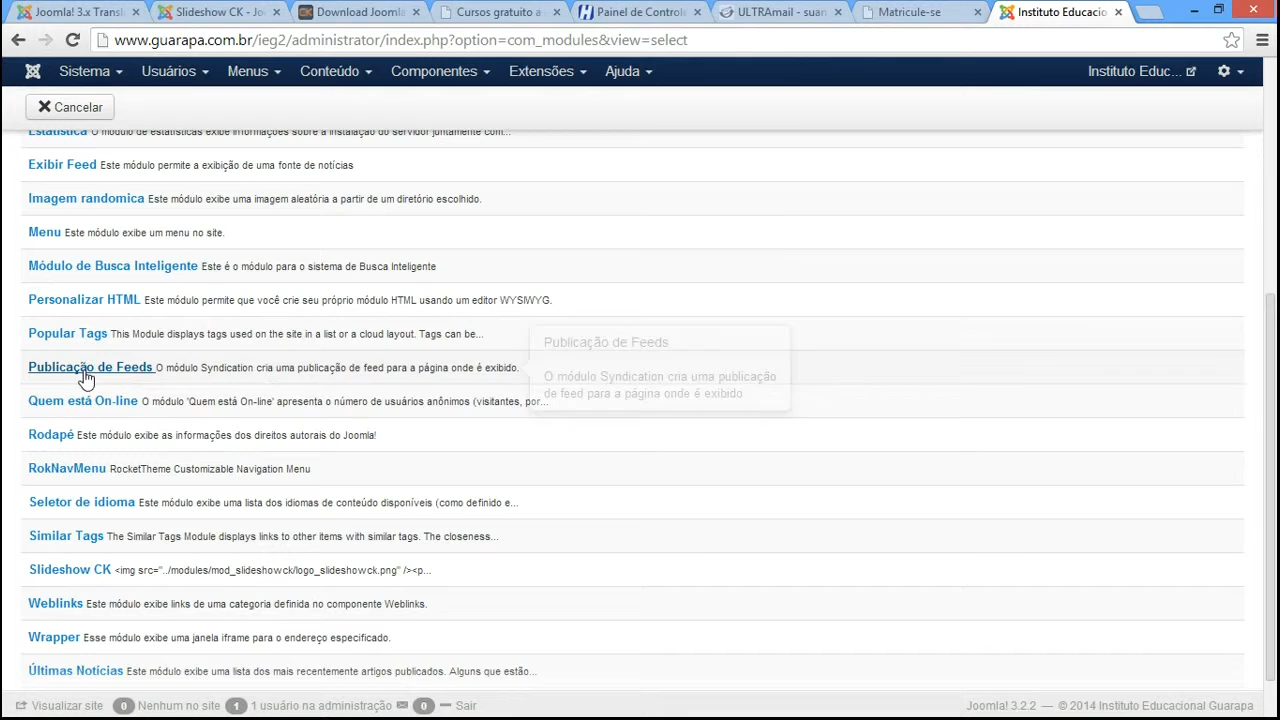 Joomla! 3.x Transl
Slideshow CK - Joo
Download Joomla
Cursos gratuito a
Painel de Controle
ULTRAmail - suan
Matricule-se
Instituto Educacio
www.guarapa.com.br/ieg2/administrator/index.php?option=com_modules&view=select
Sistema
Usuários
Menus
Conteúdo
Componentes
Extensões
Ajuda
Instituto Educ...
Cancelar
Estatística O módulo de estatísticas exibe informações sobre a instalação do servidor juntamente com...
Exibir Feed Este módulo permite a exibição de uma fonte de notícias
Imagem randomica Este módulo exibe uma imagem aleatória a partir de um diretório escolhido.
Menu Este módulo exibe um menu no site.
Módulo de Busca Inteligente Este é o módulo para o sistema de Busca Inteligente
Personalizar HTML Este módulo permite que você crie seu próprio módulo HTML usando um editor WYSIWYG.
Popular Tags This Module displays tags used on the site in a list or a cloud layout. Tags can be...
Publicação de Feeds O módulo Syndication cria uma publicação de feed para a página onde é exibido.
Publicação de Feeds
O módulo Syndication cria uma publicação
de feed para a página onde é exibido
Quem está On-line O módulo 'Quem está On-line' apresenta o número de usuários anônimos (visitantes, por...
Rodapé Este módulo exibe as informações dos direitos autorais do Joomla!
RokNavMenu RocketTheme Customizable Navigation Menu
Seletor de idioma Este módulo exibe uma lista dos idiomas de conteúdo disponíveis (como definido e...
Similar Tags The Similar Tags Module displays links to other items with similar tags. The closeness...
Slideshow CK <img src="../modules/mod_slideshowck/logo_slideshowck.png" /><p...
Weblinks Este módulo exibe links de uma categoria definida no componente Weblinks.
Wrapper Esse módulo exibe uma janela iframe para o endereço especificado.
Últimas Notícias Este módulo exibe uma lista dos mais recentemente artigos publicados. Alguns que estão...
Visualizar site 0 Nenhum no site 1 1 usuário na administração 0 Sair
Joomla! 3.2.2 — © 2014 Instituto Educacional Guarapa